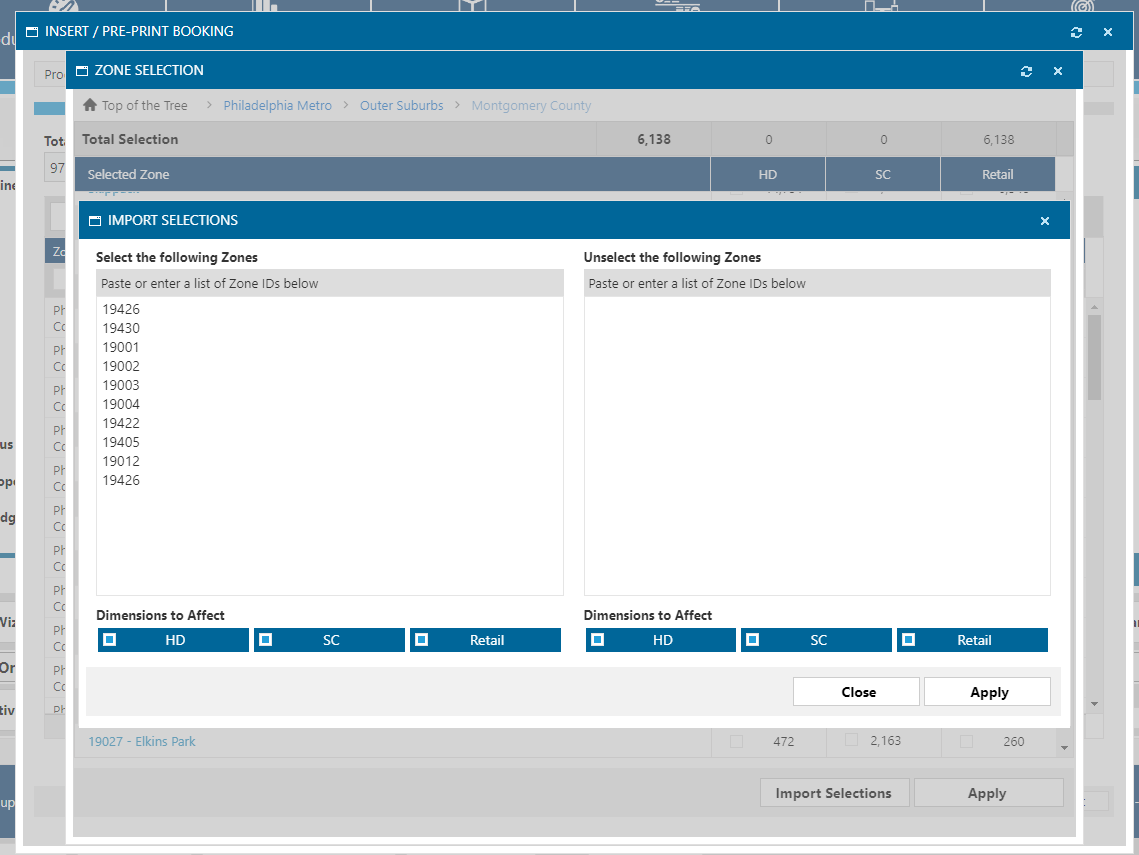 INSERT / PRE-PRINT BOOKING
ZONE SELECTION
Top of the Tree > Philadelphia Metro > Outer Suburbs > Montgomery County
Total Selection 6,138 0 0 6,138
Selected Zone HD SC Retail
IMPORT SELECTIONS
Select the following Zones
Paste or enter a list of Zone IDs below
19426
19430
19001
19002
19003
19004
19422
19405
19012
19426
Dimensions to Affect
HD SC Retail
Unselect the following Zones
Paste or enter a list of Zone IDs below
Dimensions to Affect
HD SC Retail
Close Apply
19027 - Elkins Park 472 2,163 260
Import Selections Apply